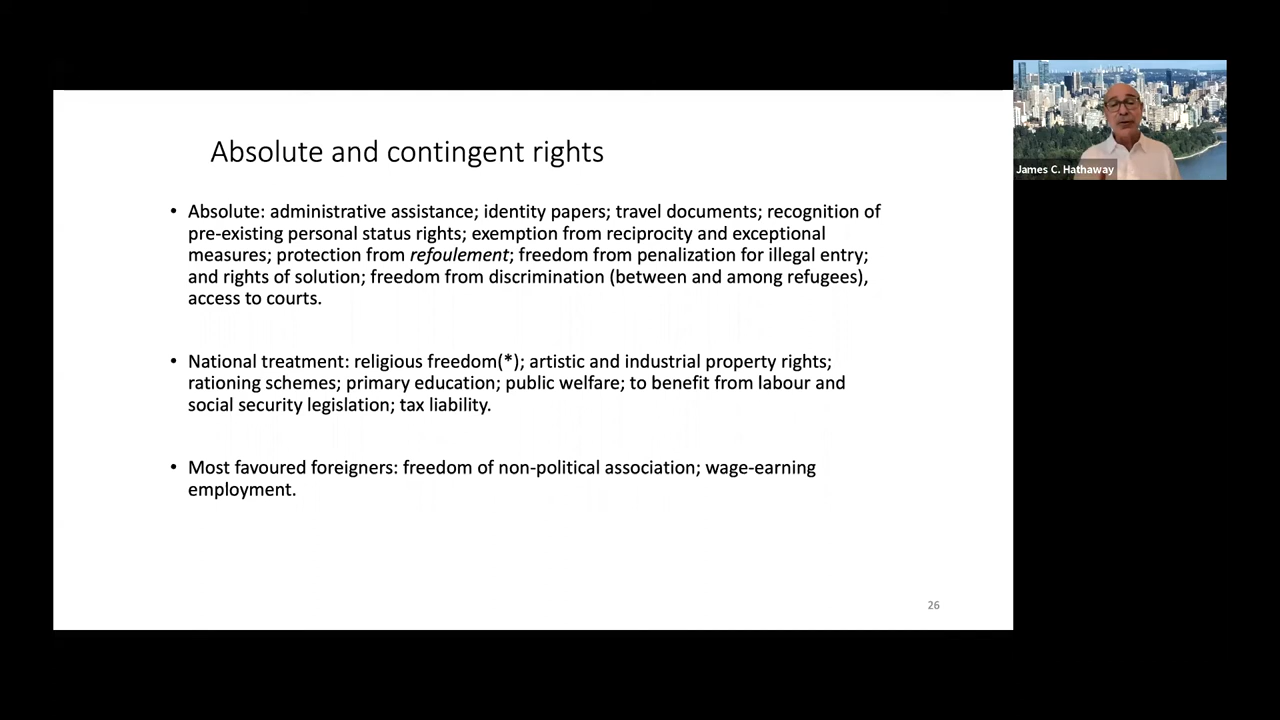 Absolute and contingent rights
• Absolute: administrative assistance; identity papers; travel documents; recognition of
pre-existing personal status rights; exemption from reciprocity and exceptional
measures; protection from refoulement; freedom from penalization for illegal entry;
and rights of solution; freedom from discrimination (between and among refugees),
access to courts.
• National treatment: religious freedom(*); artistic and industrial property rights;
rationing schemes; primary education; public welfare; to benefit from labour and
social security legislation; tax liability.
• Most favoured foreigners: freedom of non-political association; wage-earning
employment.
26
James C. Hathaway